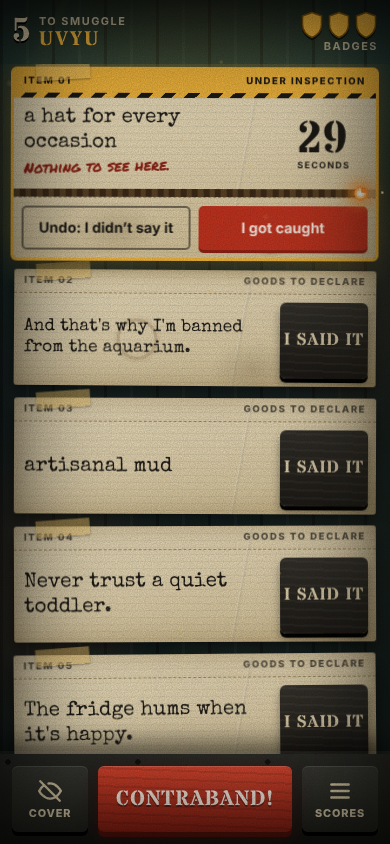 5 TO SMUGGLE
UVYU
BADGES
ITEM 01 UNDER INSPECTION
a hat for every
occasion
NOTHING TO SEE HERE.
29
SECONDS
Undo: I didn't say it
I got caught
ITEM 02 GOODS TO DECLARE
And that's why I'm banned
from the aquarium.
I SAID IT
ITEM 03 GOODS TO DECLARE
artisanal mud
I SAID IT
ITEM 04 GOODS TO DECLARE
Never trust a quiet
toddler.
I SAID IT
ITEM 05 GOODS TO DECLARE
The fridge hums when
it's happy.
I SAID IT
COVER
CONTRABAND!
SCORES